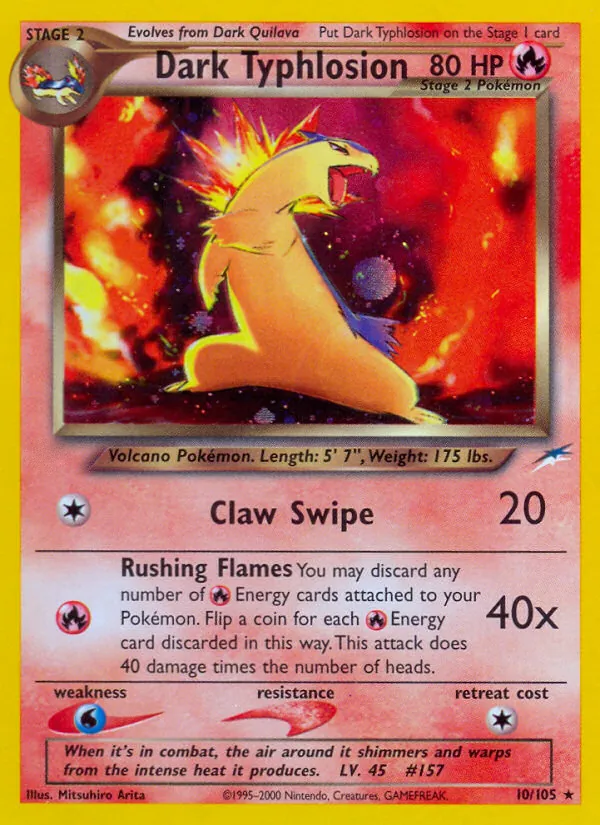 STAGE 2 Evolves from Dark Quilava Put Dark Typhlosion on the Stage 1 card
Dark Typhlosion 80 HP
Stage 2 Pokémon
Volcano Pokémon. Length: 5' 7", Weight: 175 lbs.
Claw Swipe 20
Rushing Flames You may discard any
number of Energy cards attached to your
Pokémon. Flip a coin for each Energy
card discarded in this way. This attack does
40 damage times the number of heads.
40x
weakness resistance retreat cost
When it's in combat, the air around it shimmers and warps
from the intense heat it produces. LV. 45 #157
Illus. Mitsuhiro Arita ©1995-2000 Nintendo, Creatures, GAMEFREAK. 10/105 ★